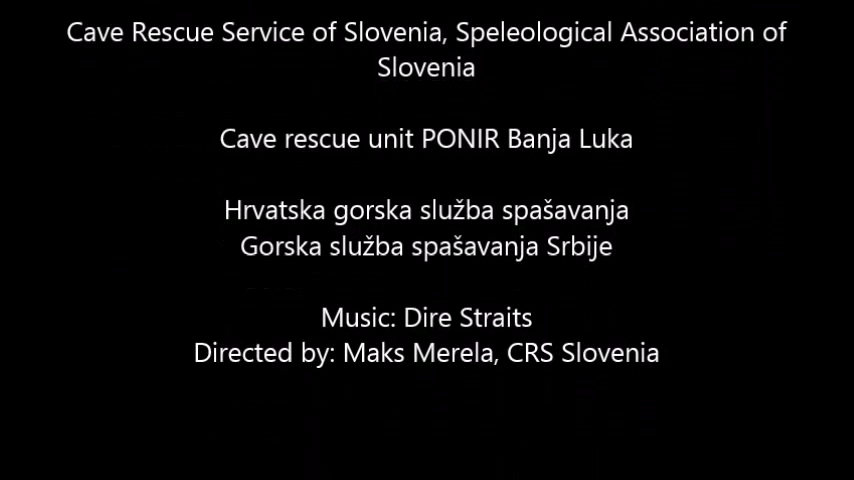 Cave Rescue Service of Slovenia, Speleological Association of
Slovenia
Cave rescue unit PONIR Banja Luka
Hrvatska gorska služba spašavanja
Gorska služba spašavanja Srbije
Music: Dire Straits
Directed by: Maks Merela, CRS Slovenia